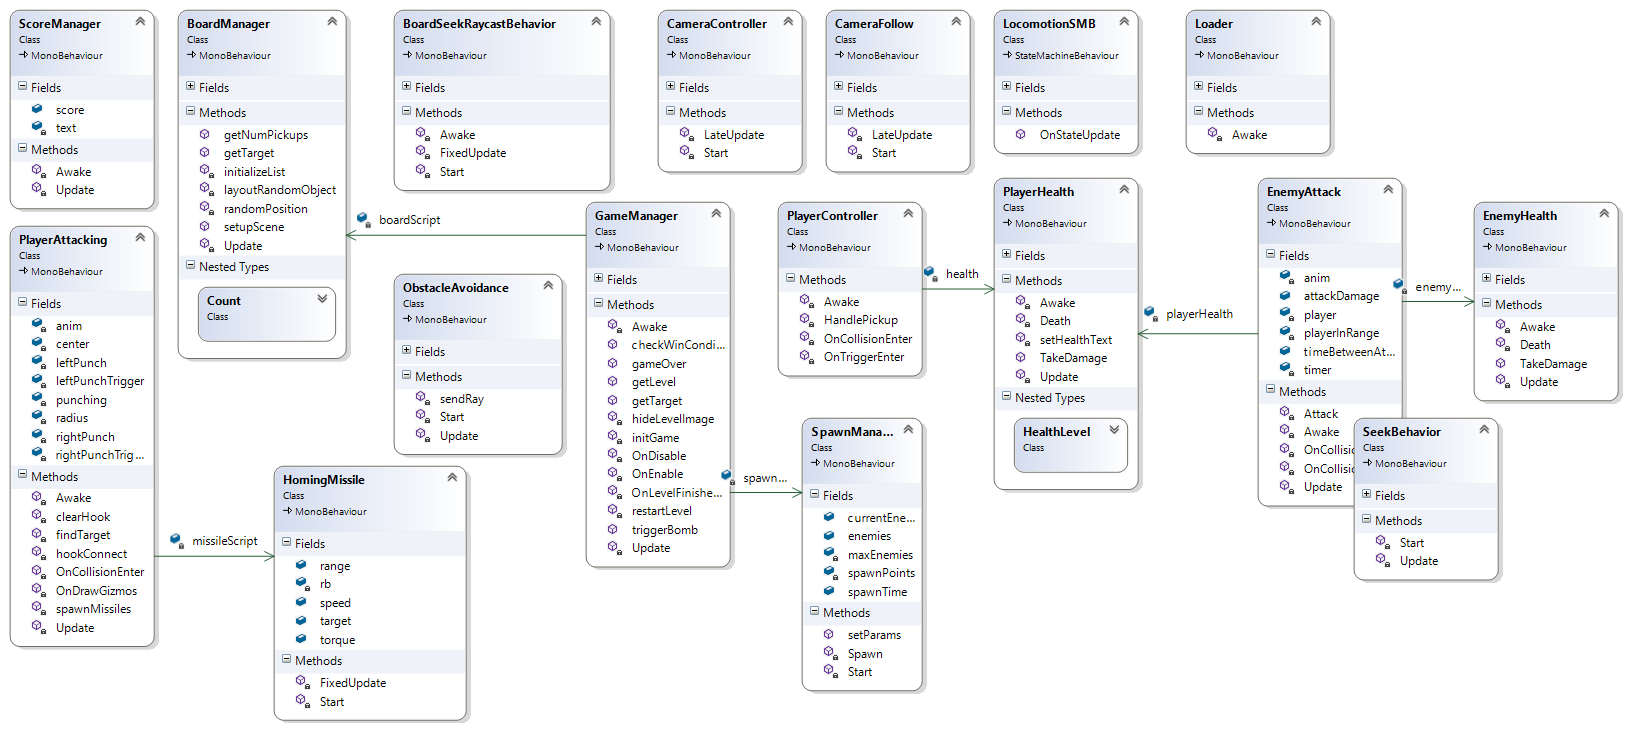 ScoreManager
Class
MonoBehaviour
Fields
score
text
Methods
Awake
Update
BoardManager
Class
MonoBehaviour
Fields
Methods
getNumPickups
getTarget
initializeList
layoutRandomObject
randomPosition
setupScene
Update
Nested Types
Count
Class
BoardSeekRaycastBehavior
Class
MonoBehaviour
Fields
Methods
Awake
FixedUpdate
Start
CameraController
Class
MonoBehaviour
Fields
Methods
LateUpdate
Start
CameraFollow
Class
MonoBehaviour
Fields
Methods
LateUpdate
Start
LocomotionSMB
Class
StateMachineBehaviour
Fields
Methods
OnStateUpdate
Loader
Class
MonoBehaviour
Fields
Methods
Awake
PlayerAttacking
Class
MonoBehaviour
Fields
anim
center
leftPunch
leftPunchTrigger
punching
radius
rightPunch
rightPunchTrig...
Methods
Awake
clearHook
findTarget
hookConnect
OnCollisionEnter
OnDrawGizmos
spawnMissiles
Update
missileScript
HomingMissile
Class
MonoBehaviour
Fields
range
rb
speed
target
torque
Methods
FixedUpdate
Start
boardScript
ObstacleAvoidance
Class
MonoBehaviour
Fields
Methods
sendRay
Start
Update
GameManager
Class
MonoBehaviour
Fields
Methods
Awake
checkWinCondi...
gameOver
getLevel
getTarget
hideLevelImage
initGame
OnDisable
OnEnable
OnLevelFinishe...
restartLevel
triggerBomb
Update
spawn...
PlayerController
Class
MonoBehaviour
Methods
Awake
HandlePickup
OnCollisionEnter
OnTriggerEnter
health
SpawnMana...
Class
MonoBehaviour
Fields
currentEne...
enemies
maxEnemies
spawnPoints
spawnTime
Methods
setParams
Spawn
Start
PlayerHealth
Class
MonoBehaviour
Fields
Methods
Awake
Death
setHealthText
TakeDamage
Update
Nested Types
HealthLevel
Class
playerHealth
EnemyAttack
Class
MonoBehaviour
Fields
anim
attackDamage
player
playerInRange
timeBetweenAt...
timer
Methods
Attack
Awake
OnCollisi
OnCollisi
Update
enemy...
EnemyHealth
Class
MonoBehaviour
Fields
Methods
Awake
Death
TakeDamage
Update
SeekBehavior
Class
MonoBehaviour
Fields
Methods
Start
Update